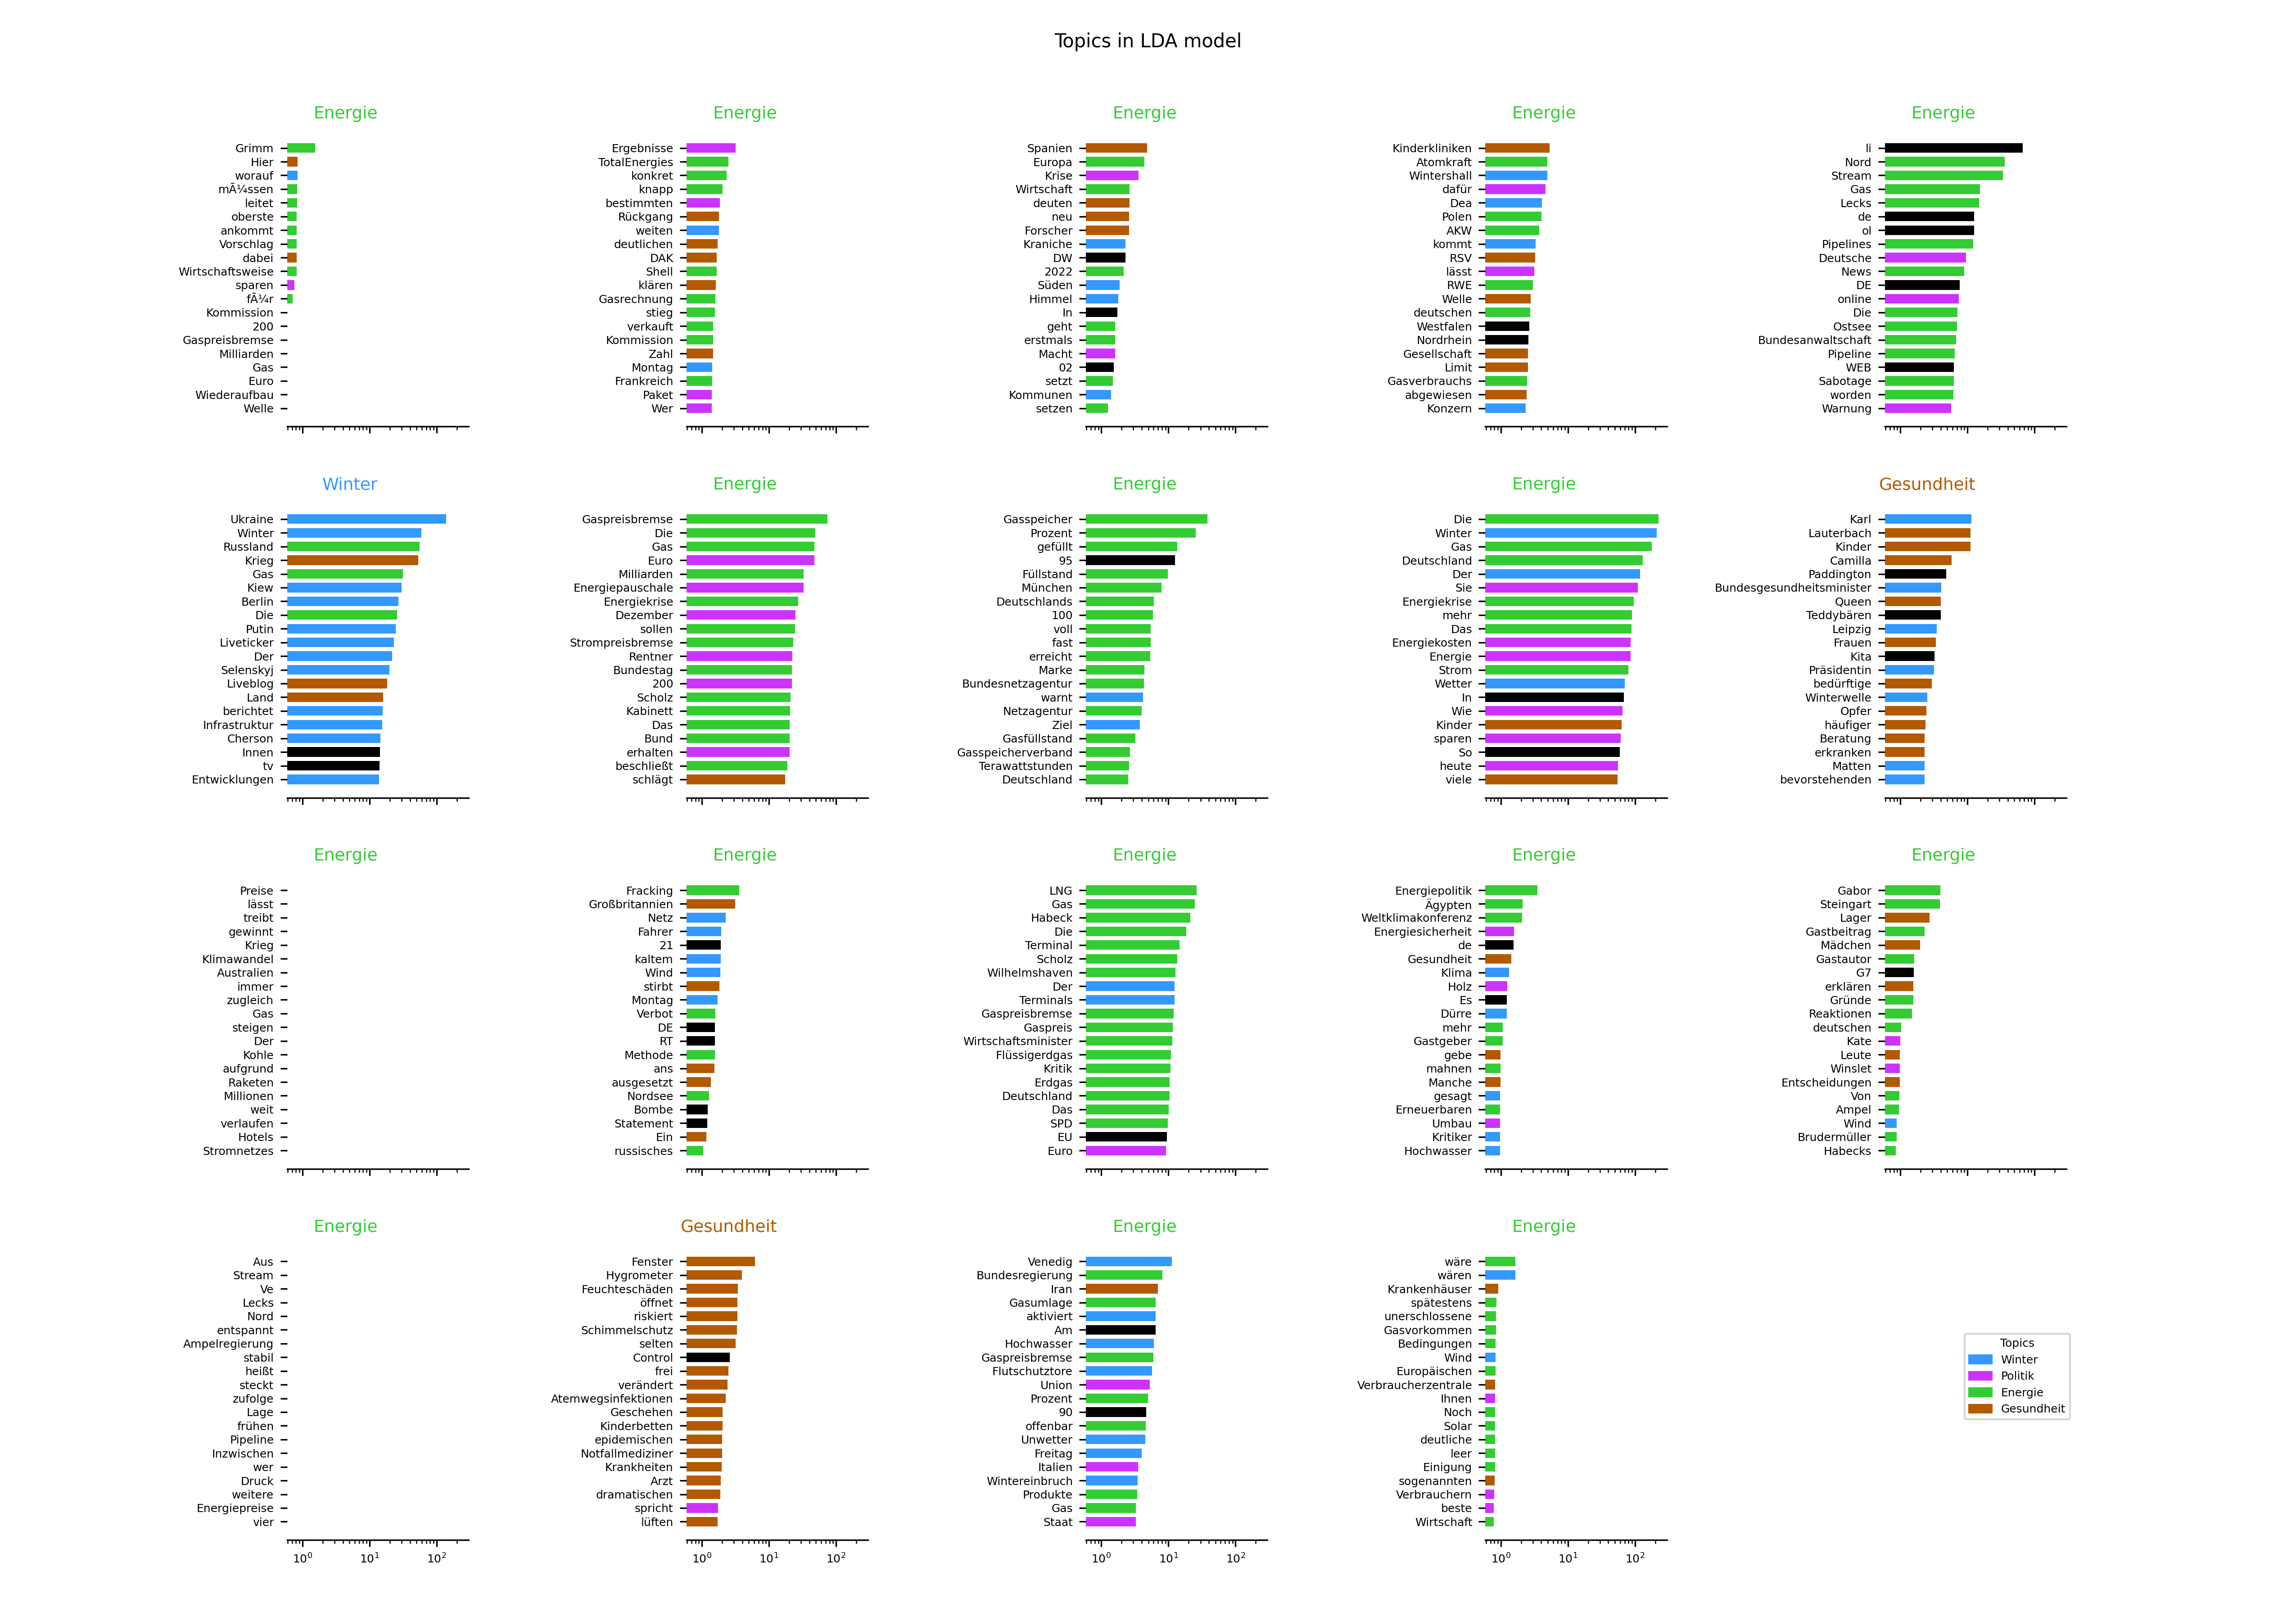 Topics in LDA model
Energie
Grimm
Hier
worauf
mÃ¼ssen
leitet
oberste
ankommt
Vorschlag
dabei
Wirtschaftsweise
sparen
fÃ¼r
Kommission
200
Gaspreisbremse
Milliarden
Gas
Euro
Wiederaufbau
Welle
Energie
Ergebnisse
TotalEnergies
konkret
knapp
bestimmten
Rückgang
weiten
deutlichen
DAK
Shell
klären
Gasrechnung
stieg
verkauft
Kommission
Zahl
Montag
Frankreich
Paket
Wer
Energie
Spanien
Europa
Krise
Wirtschaft
deuten
neu
Forscher
Kraniche
DW
2022
Süden
Himmel
In
geht
erstmals
Macht
02
setzt
Kommunen
setzen
Energie
Kinderkliniken
Atomkraft
Wintershall
dafür
Dea
Polen
AKW
kommt
RSV
lässt
RWE
Welle
deutschen
Westfalen
Nordrhein
Gesellschaft
Limit
Gasverbrauchs
abgewiesen
Konzern
Energie
li
Nord
Stream
Gas
Lecks
de
ol
Pipelines
Deutsche
News
DE
online
Die
Ostsee
Bundesanwaltschaft
Pipeline
WEB
Sabotage
worden
Warnung
Winter
Ukraine
Winter
Russland
Krieg
Gas
Kiew
Berlin
Die
Putin
Liveticker
Der
Selenskyj
Liveblog
Land
berichtet
Infrastruktur
Cherson
Innen
tv
Entwicklungen
Energie
Gaspreisbremse
Die
Gas
Euro
Milliarden
Energiepauschale
Energiekrise
Dezember
sollen
Strompreisbremse
Rentner
Bundestag
200
Scholz
Kabinett
Das
Bund
erhalten
beschließt
schlägt
Energie
Gasspeicher
Prozent
gefüllt
95
Füllstand
München
Deutschlands
100
voll
fast
erreicht
Marke
Bundesnetzagentur
warnt
Netzagentur
Ziel
Gasfüllstand
Gasspeicherverband
Terawattstunden
Deutschland
Energie
Die
Winter
Gas
Deutschland
Der
Sie
Energiekrise
mehr
Das
Energiekosten
Energie
Strom
Wetter
In
Wie
Kinder
sparen
So
heute
viele
Gesundheit
Karl
Lauterbach
Kinder
Camilla
Paddington
Bundesgesundheitsminister
Queen
Teddybären
Leipzig
Frauen
Kita
Präsidentin
bedürftige
Winterwelle
Opfer
häufiger
Beratung
erkranken
Matten
bevorstehenden
Energie
Preise
lässt
treibt
gewinnt
Krieg
Klimawandel
Australien
immer
zugleich
Gas
steigen
Der
Kohle
aufgrund
Raketen
Millionen
weit
verlaufen
Hotels
Stromnetzes
Energie
Fracking
Großbritannien
Netz
Fahrer
21
kaltem
Wind
stirbt
Montag
Verbot
DE
RT
Methode
ans
ausgesetzt
Nordsee
Bombe
Statement
Ein
russisches
Energie
LNG
Gas
Habeck
Die
Terminal
Scholz
Wilhelmshaven
Der
Terminals
Gaspreisbremse
Gaspreis
Wirtschaftsminister
Flüssigerdgas
Kritik
Erdgas
Deutschland
Das
SPD
EU
Euro
Energie
Energiepolitik
Ägypten
Weltklimakonferenz
Energiesicherheit
de
Gesundheit
Klima
Holz
Es
Dürre
mehr
Gastgeber
gebe
mahnen
Manche
gesagt
Erneuerbaren
Umbau
Kritiker
Hochwasser
Energie
Gabor
Steingart
Lager
Gastbeitrag
Mädchen
Gastautor
G7
erklären
Gründe
Reaktionen
deutschen
Kate
Leute
Winslet
Entscheidungen
Von
Ampel
Wind
Brudermüller
Habecks
Energie
Aus
Stream
Ve
Lecks
Nord
entspannt
Ampelregierung
stabil
heißt
steckt
zufolge
Lage
frühen
Pipeline
Inzwischen
wer
Druck
weitere
Energiepreise
vier
10⁰ 10¹ 10²
Gesundheit
Fenster
Hygrometer
Feuchteschäden
öffnet
riskiert
Schimmelschutz
selten
Control
frei
verändert
Atemwegsinfektionen
Geschehen
Kinderbetten
epidemischen
Notfallmediziner
Krankheiten
Arzt
dramatischen
spricht
lüften
10⁰ 10¹ 10²
Energie
Venedig
Bundesregierung
Iran
Gasumlage
aktiviert
Am
Hochwasser
Gaspreisbremse
Flutschutztore
Union
Prozent
90
offenbar
Unwetter
Freitag
Italien
Wintereinbruch
Produkte
Gas
Staat
10⁰ 10¹ 10²
Energie
wäre
wären
Krankenhäuser
spätestens
unerschlossene
Gasvorkommen
Bedingungen
Wind
Europäischen
Verbraucherzentrale
Ihnen
Noch
Solar
deutliche
leer
Einigung
sogenannten
Verbrauchern
beste
Wirtschaft
10⁰ 10¹ 10²
Topics
Winter
Politik
Energie
Gesundheit